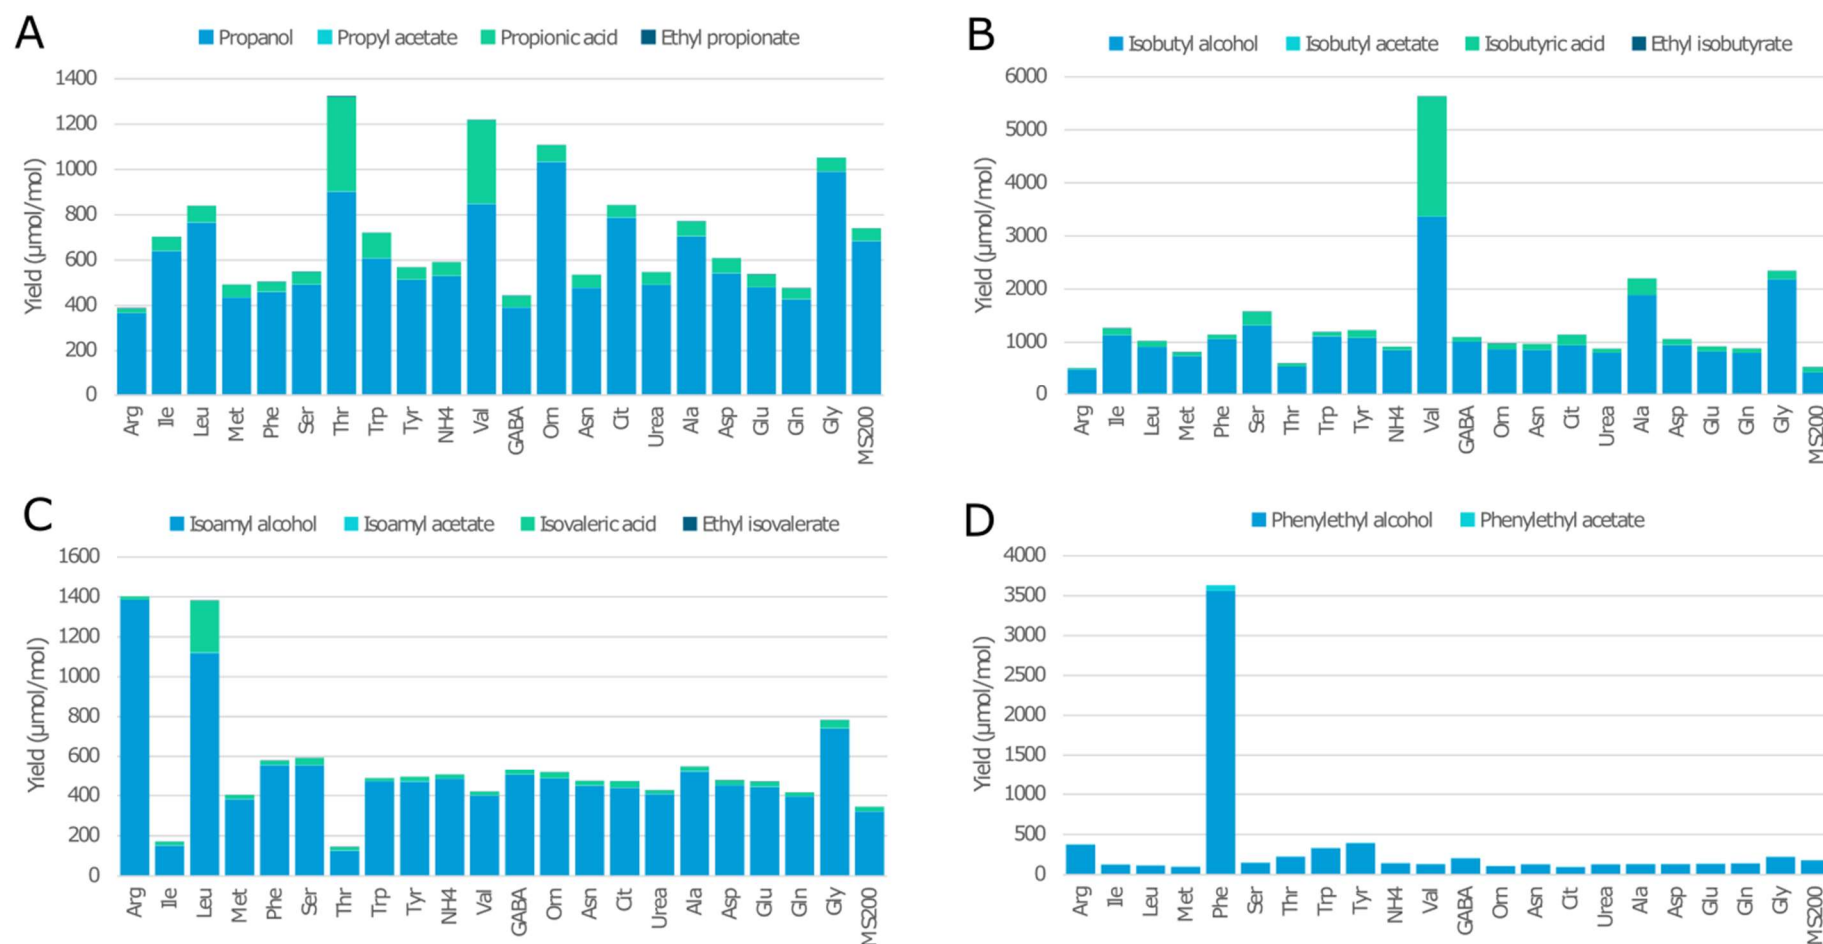 A
Propanol Propyl acetate Propionic acid Ethyl propionate
Yield (µmol/mol)
1400
1200
1000
800
600
400
200
0
Arg Ile Leu Met Phe Ser Thr Trp Tyr NH4 Val GABA Orn Asn Cit Urea Ala Asp Glu Gln Gly MS200
B
Isobutyl alcohol Isobutyl acetate Isobutyric acid Ethyl isobutyrate
Yield (µmol/mol)
6000
5000
4000
3000
2000
1000
0
Arg Ile Leu Met Phe Ser Thr Trp Tyr NH4 Val GABA Orn Asn Cit Urea Ala Asp Glu Gln Gly MS200
C
Isoamyl alcohol Isoamyl acetate Isovaleric acid Ethyl isovalerate
Yield (µmol/mol)
1600
1400
1200
1000
800
600
400
200
0
Arg Ile Leu Met Phe Ser Thr Trp Tyr NH4 Val GABA Orn Asn Cit Urea Ala Asp Glu Gln Gly MS200
D
Phenylethyl alcohol Phenylethyl acetate
Yield (µmol/mol)
4000
3500
3000
2500
2000
1500
1000
500
0
Arg Ile Leu Met Phe Ser Thr Trp Tyr NH4 Val GABA Orn Asn Cit Urea Ala Asp Glu Gln Gly MS200